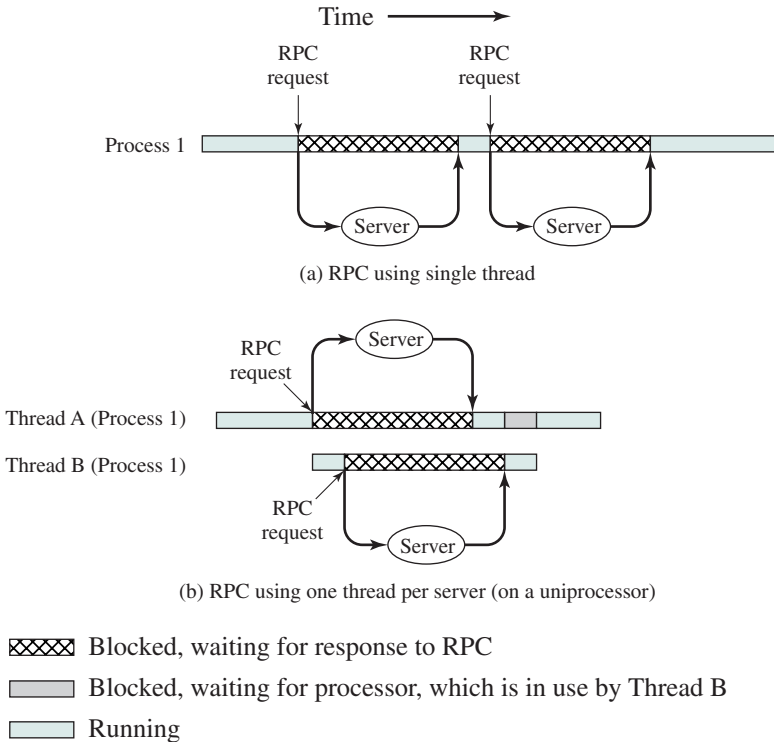 Time
RPC
request
RPC
request
Process 1
Server
Server
(a) RPC using single thread
Server
RPC
request
Thread A (Process 1)
Thread B (Process 1)
RPC
request
Server
(b) RPC using one thread per server (on a uniprocessor)
Blocked, waiting for response to RPC
Blocked, waiting for processor, which is in use by Thread B
Running